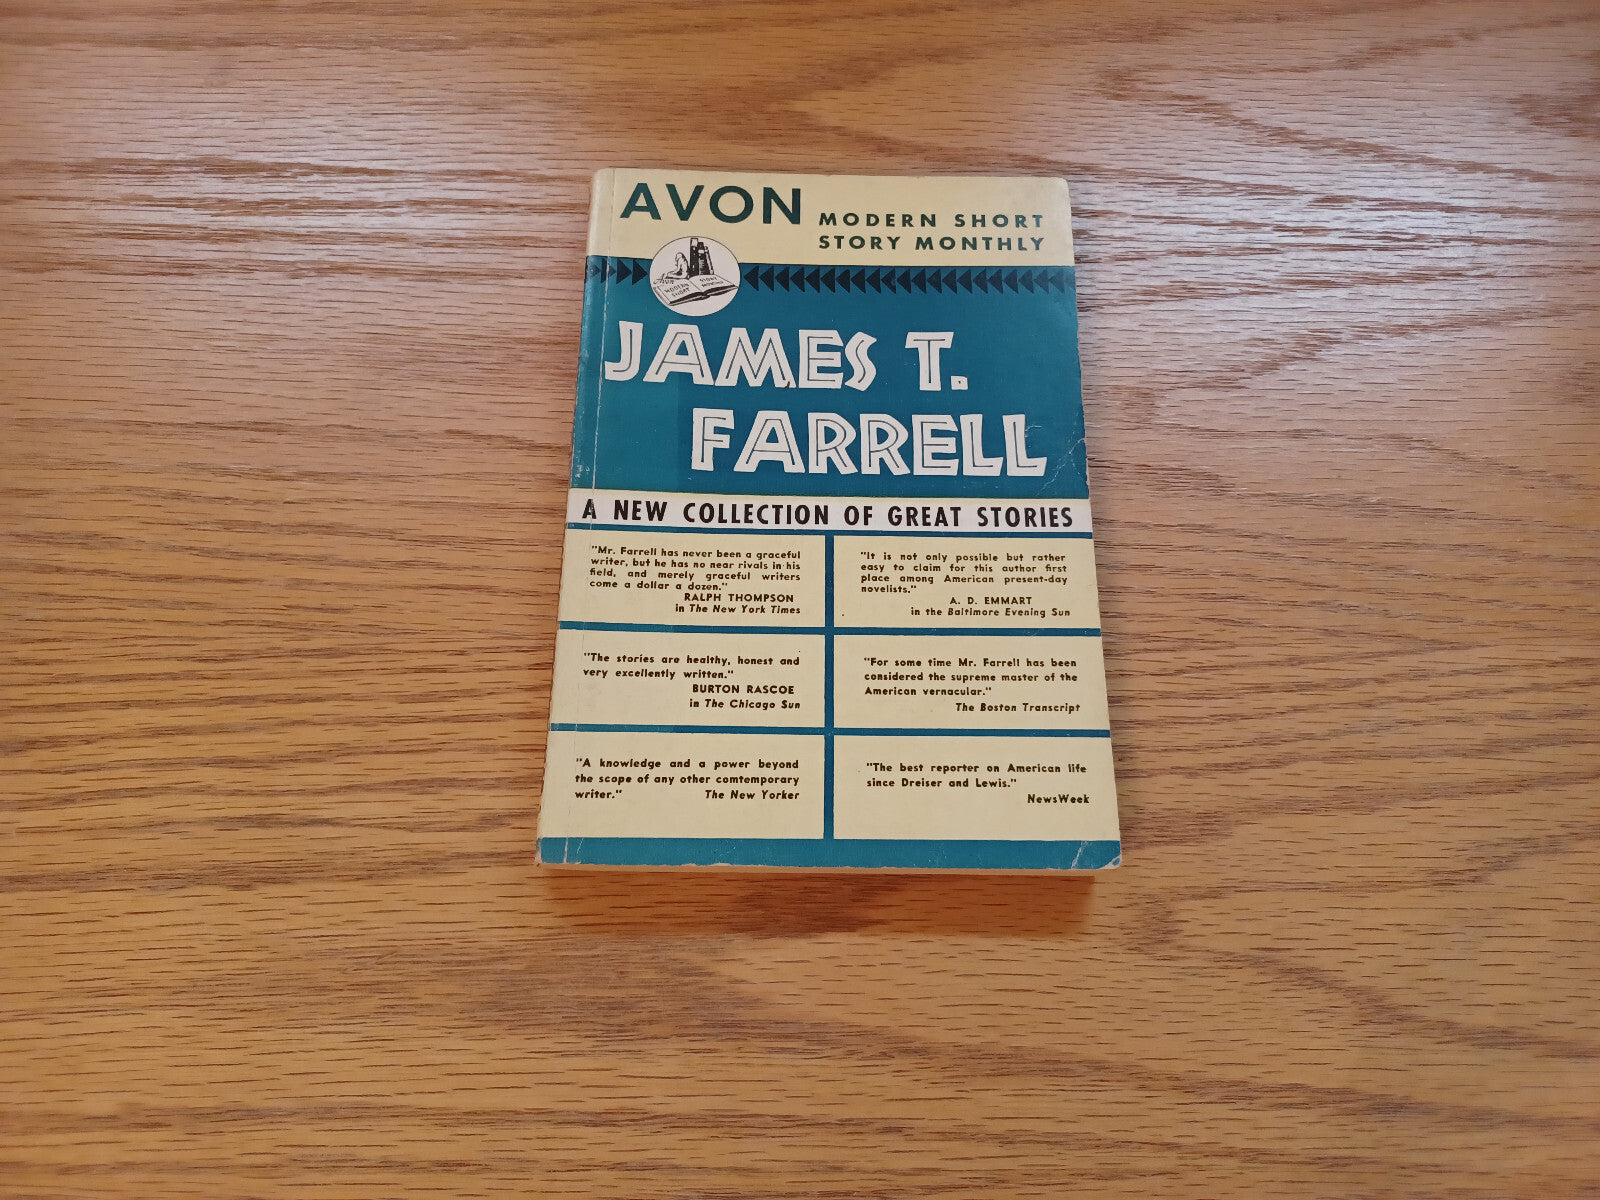 AVON
MODERN SHORT
STORY MONTHLY
MODERN STORY
SHORT MONTHLY
JAMES T.
FARRELL
A NEW COLLECTION OF GREAT STORIES
"Mr. Farrell has never been a graceful
writer, but he has no near rivals in his
field, and merely graceful writers
come a dollar a dozen."
RALPH THOMPSON
in The New York Times
"It is not only possible but rather
easy to claim for this author first
place among American present-day
novelists."
A. D. EMMART
in the Baltimore Evening Sun
"The stories are healthy, honest and
very excellently written."
BURTON RASCOE
in The Chicago Sun
"For some time Mr. Farrell has been
considered the supreme master of the
American vernacular."
The Boston Transcript
"A knowledge and a power beyond
the scope of any other comtemporary
writer." The New Yorker
"The best reporter on American life
since Dreiser and Lewis."
NewsWeek